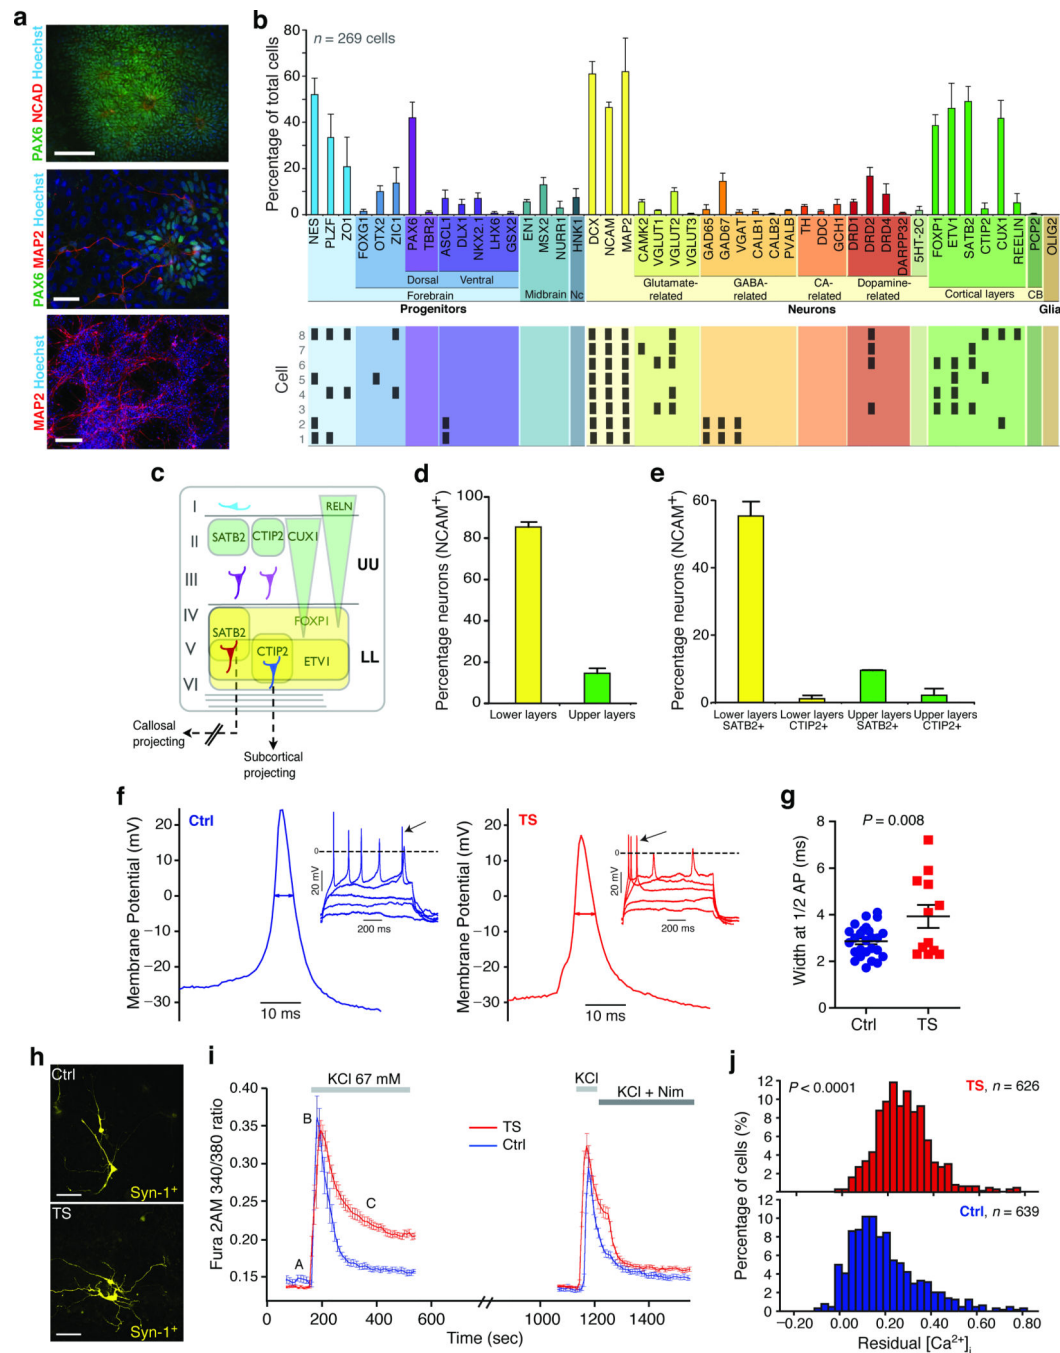 a
PAX6 NCAD Hoechst
PAX6 MAP2 Hoechst
MAP2 Hoechst
b
n = 269 cells
Percentage of total cells
80
60
40
20
0
NES PLZF ZO1 FOXG1 OTX2 ZIC1 PAX6 TBR2 ASCL1 DLX1 NKX2.1 LHX6 GSX2 EN1 MSX2 NURR1 HNK1 DCX NCAM MAP2 CAMK2 VGLUT1 VGLUT2 VGLUT3 GAD65 GAD67 VGAT CALB1 CALB2 PVALB TH DDC GCH1 DRD1 DRD2 DRD4 DARPP32 5HT-2C FOXP1 ETV1 SATB2 CTIP2 CUX1 REELIN PCP2 OLIG2
Dorsal Ventral
Forebrain Midbrain Nc
Glutamate-related
GABA-related
CA-related
Dopamine-related
Cortical layers CB
Progenitors Neurons Glia
Cell
8
7
6
5
4
3
2
1
c
I
II
III
IV
V
VI
RELN
SATB2 CTIP2 CUX1
UU
FOXP1
SATB2
CTIP2
ETV1
LL
Callosal
projecting
Subcortical
projecting
d
Percentage neurons (NCAM+)
100
80
60
40
20
0
Lower layers Upper layers
e
Percentage neurons (NCAM+)
60
40
20
0
Lower layers SATB2+
Lower layers CTIP2+
Upper layers SATB2+
Upper layers CTIP2+
f
Ctrl
Membrane Potential (mV)
20
10
0
−10
−20
−30
10 ms
0
20 mV
200 ms
TS
Membrane Potential (mV)
20
10
0
−10
−20
−30
10 ms
0
20 mV
200 ms
g
P = 0.008
Width at 1/2 AP (ms)
8
6
4
2
0
Ctrl TS
h
Ctrl
Syn-1+
TS
Syn-1+
i
KCl 67 mM
KCl
KCl + Nim
Fura 2AM 340/380 ratio
0.40
0.35
0.30
0.25
0.20
0.15
A
B
C
TS
Ctrl
0 200 400 600 1000 1200 1400
Time (sec)
j
P < 0.0001
TS, n = 626
Ctrl, n = 639
Percentage of cells (%)
12
10
8
6
4
2
0
12
10
8
6
4
2
0
−0.20 0.00 0.20 0.40 0.60 0.80
Residual [Ca2+]i